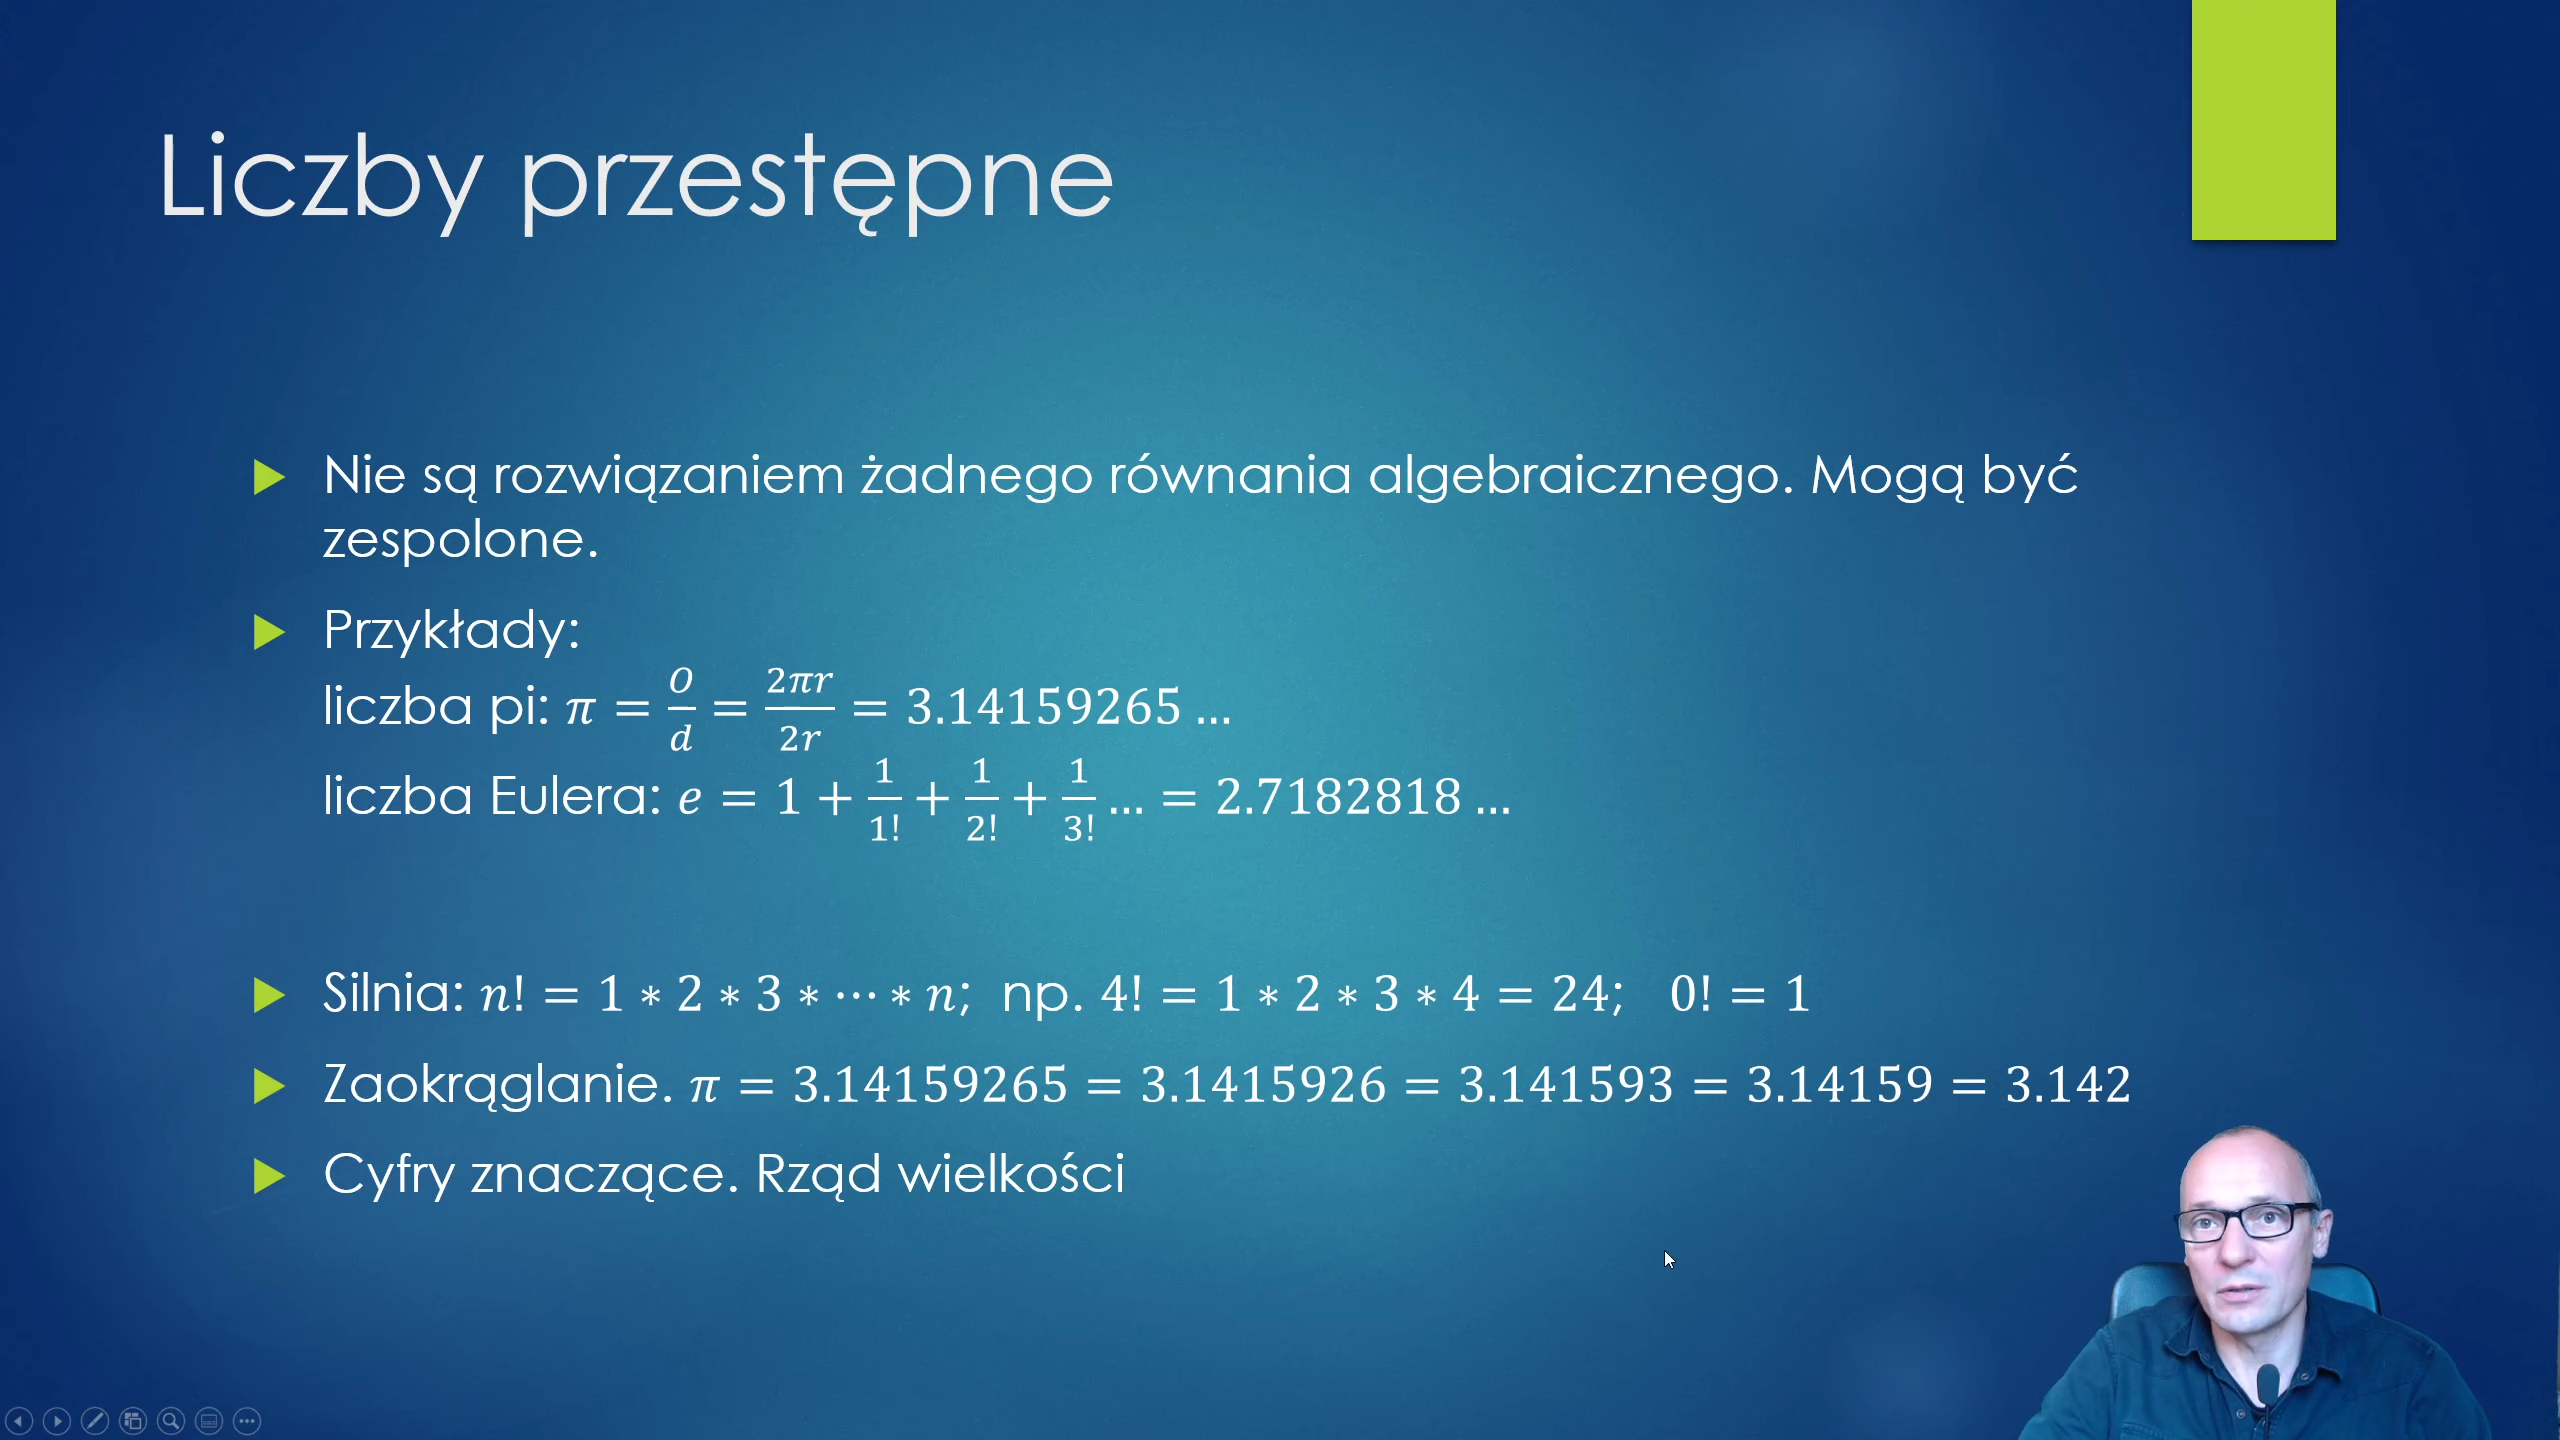 Liczby przestępne
Nie są rozwiązaniem żadnego równania algebraicznego. Mogą być
zespolone.
Przykłady:
liczba pi: π = O/d = 2πr/2r = 3.14159265 …
liczba Eulera: e = 1 + 1/1! + 1/2! + 1/3! … = 2.7182818 …
Silnia: n! = 1 ∗ 2 ∗ 3 ∗ ⋯ ∗ n; np. 4! = 1 ∗ 2 ∗ 3 ∗ 4 = 24; 0! = 1
Zaokrąglanie. π = 3.14159265 = 3.1415926 = 3.141593 = 3.14159 = 3.142
Cyfry znaczące. Rząd wielkości